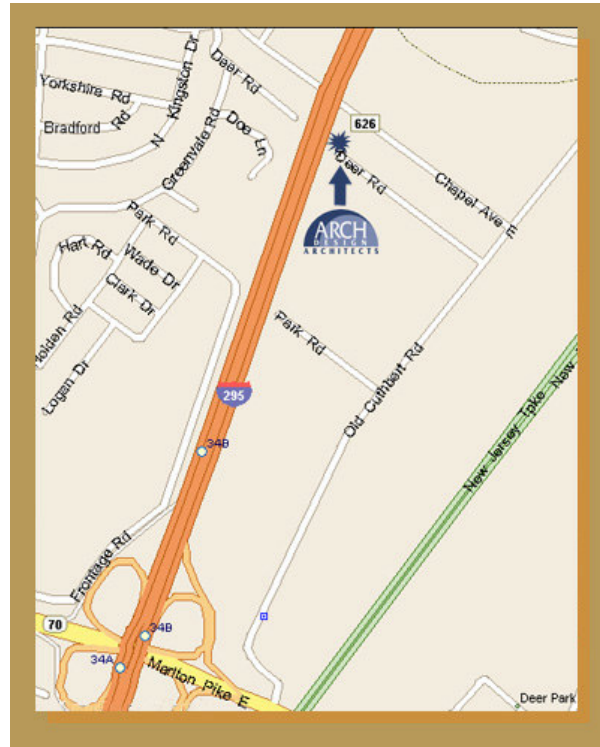 Deer Rd
N Kingston Dr
Yorkshire Rd
Bradford Rd
Doe Ln
Greenvale Rd
626
Deer Rd
Chapel Ave E
ARCH
DESIGN
ARCHITECTS
Park Rd
Hart Rd
Wade Dr
Clark Dr
Holden Rd
Logan Dr
Park Rd
Old Cuthbert Rd
295
34B
New Jersey Tpke
New
Frontage Rd
70
34B
34A
Marlton Pike E
Deer Park